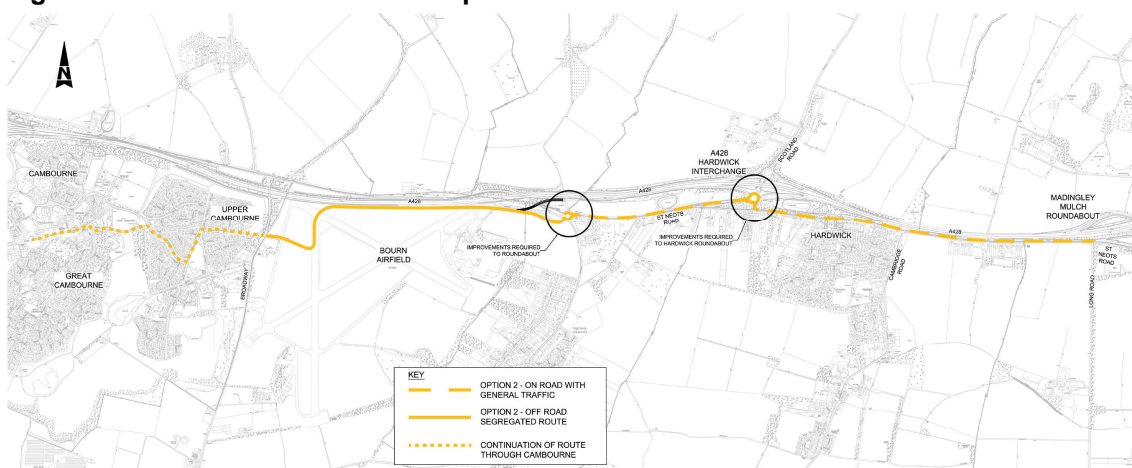 N
CAMBOURNE
UPPER
CAMBOURNE
GREAT
CAMBOURNE
BROADWAY
A428
BOURN
AIRFIELD
IMPROVEMENTS REQUIRED
TO ROUNDABOUT
ST NEOTS
ROAD
A428
A428
HARDWICK
INTERCHANGE
SCOTLAND
ROAD
IMPROVEMENTS REQUIRED
TO HARDWICK ROUNDABOUT
HARDWICK
CAMBRIDGE
ROAD
A428
MADINGLEY
MULCH
ROUNDABOUT
ST
NEOTS
ROAD
LONG ROAD
KEY
OPTION 2 - ON ROAD WITH
GENERAL TRAFFIC
OPTION 2 - OFF ROAD
SEGREGATED ROUTE
CONTINUATION OF ROUTE
THROUGH CAMBOURNE